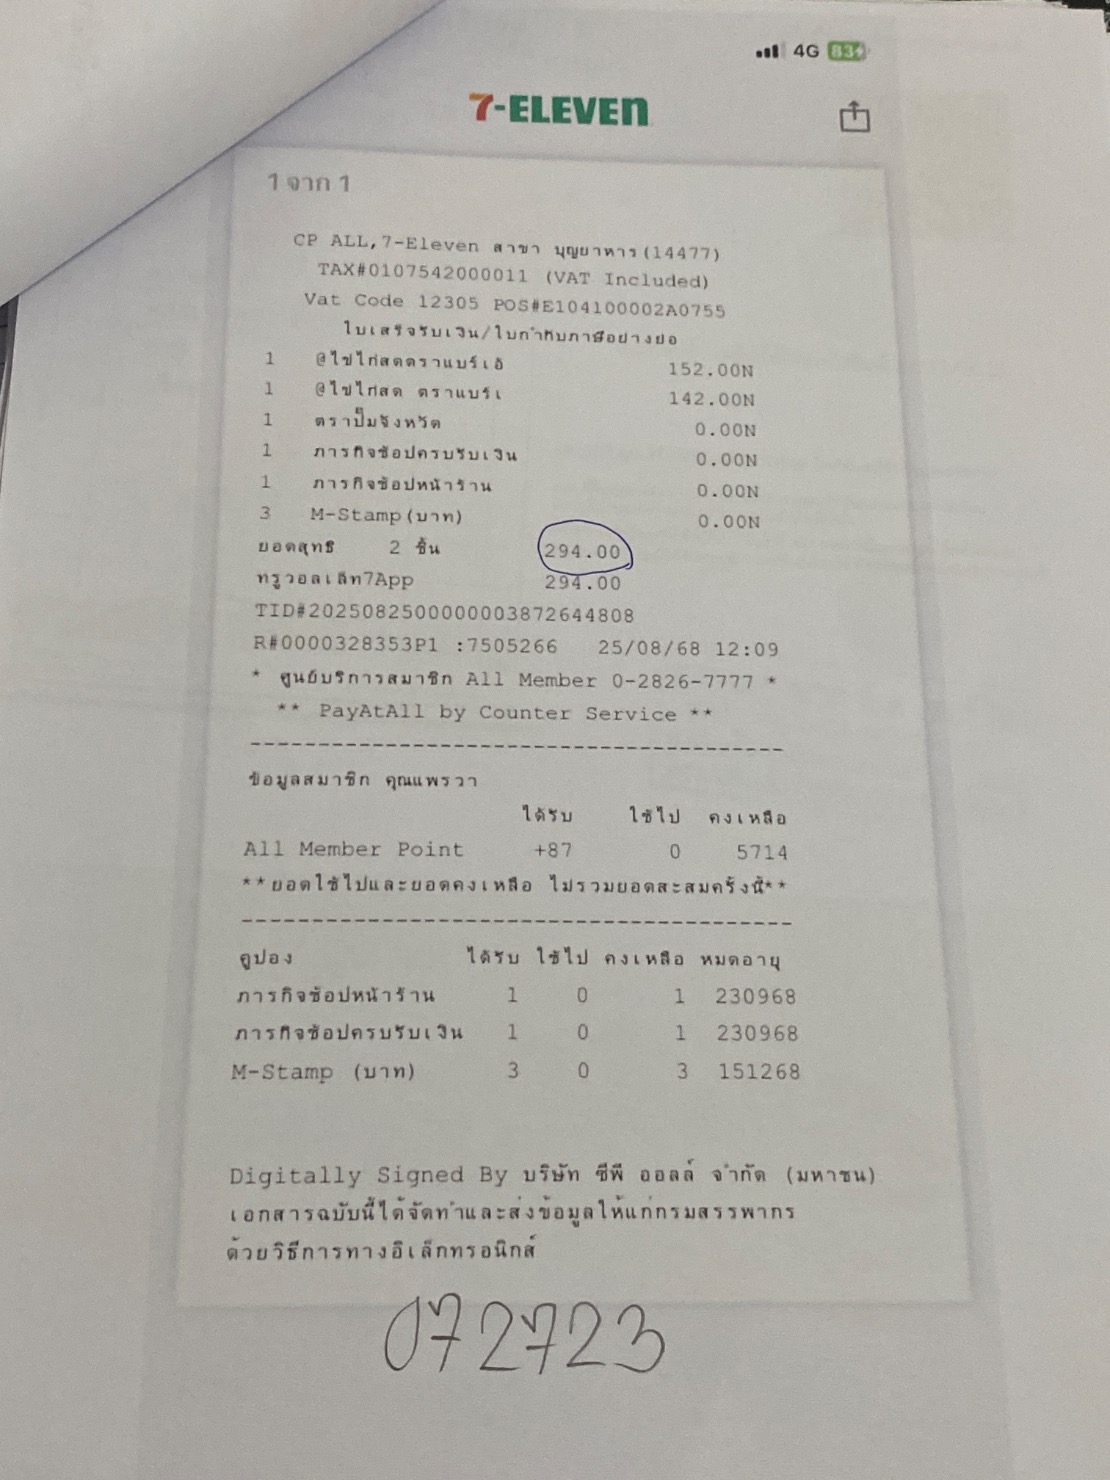 4G 83
7-ELEVEn
1 จาก 1
CP ALL,7-Eleven สาขา บุญยาหาร(14477)
TAX#0107542000011 (VAT Included)
Vat Code 12305 POS#E104100002A0755
ใบเสร็จรับเงิน/ใบกำกับภาษีอย่างย่อ
1 @ไข่ไก่สดตราแบร์เอ้ 152.00N
1 @ไข่ไก่สด ตราแบร์เ 142.00N
1 ตราปั๊มจังหวัด 0.00N
1 ภารกิจช้อปครบรับเงิน 0.00N
1 ภารกิจช้อปหน้าร้าน 0.00N
3 M-Stamp(บาท) 0.00N
ยอดสุทธิ 2 ชิ้น 294.00
ทรูวอลเล็ท7App 294.00
TID#2025082500000003872644808
R#0000328353P1 :7505266 25/08/68 12:09
* ศูนย์บริการสมาชิก All Member 0-2826-7777 *
** PayAtAll by Counter Service **
ข้อมูลสมาชิก คุณแพรวา
ได้รับ ใช้ไป คงเหลือ
All Member Point +87 0 5714
**ยอดใช้ไปและยอดคงเหลือ ไม่รวมยอดสะสมครั้งนี้**
คูปอง ได้รับ ใช้ไป คงเหลือ หมดอายุ
ภารกิจช้อปหน้าร้าน 1 0 1 230968
ภารกิจช้อปครบรับเงิน 1 0 1 230968
M-Stamp (บาท) 3 0 3 151268
Digitally Signed By บริษัท ซีพี ออลล์ จำกัด (มหาชน)
เอกสารฉบับนี้ได้จัดทำและส่งข้อมูลให้แก่กรมสรรพากร
ด้วยวิธีการทางอิเล็กทรอนิกส์
072723